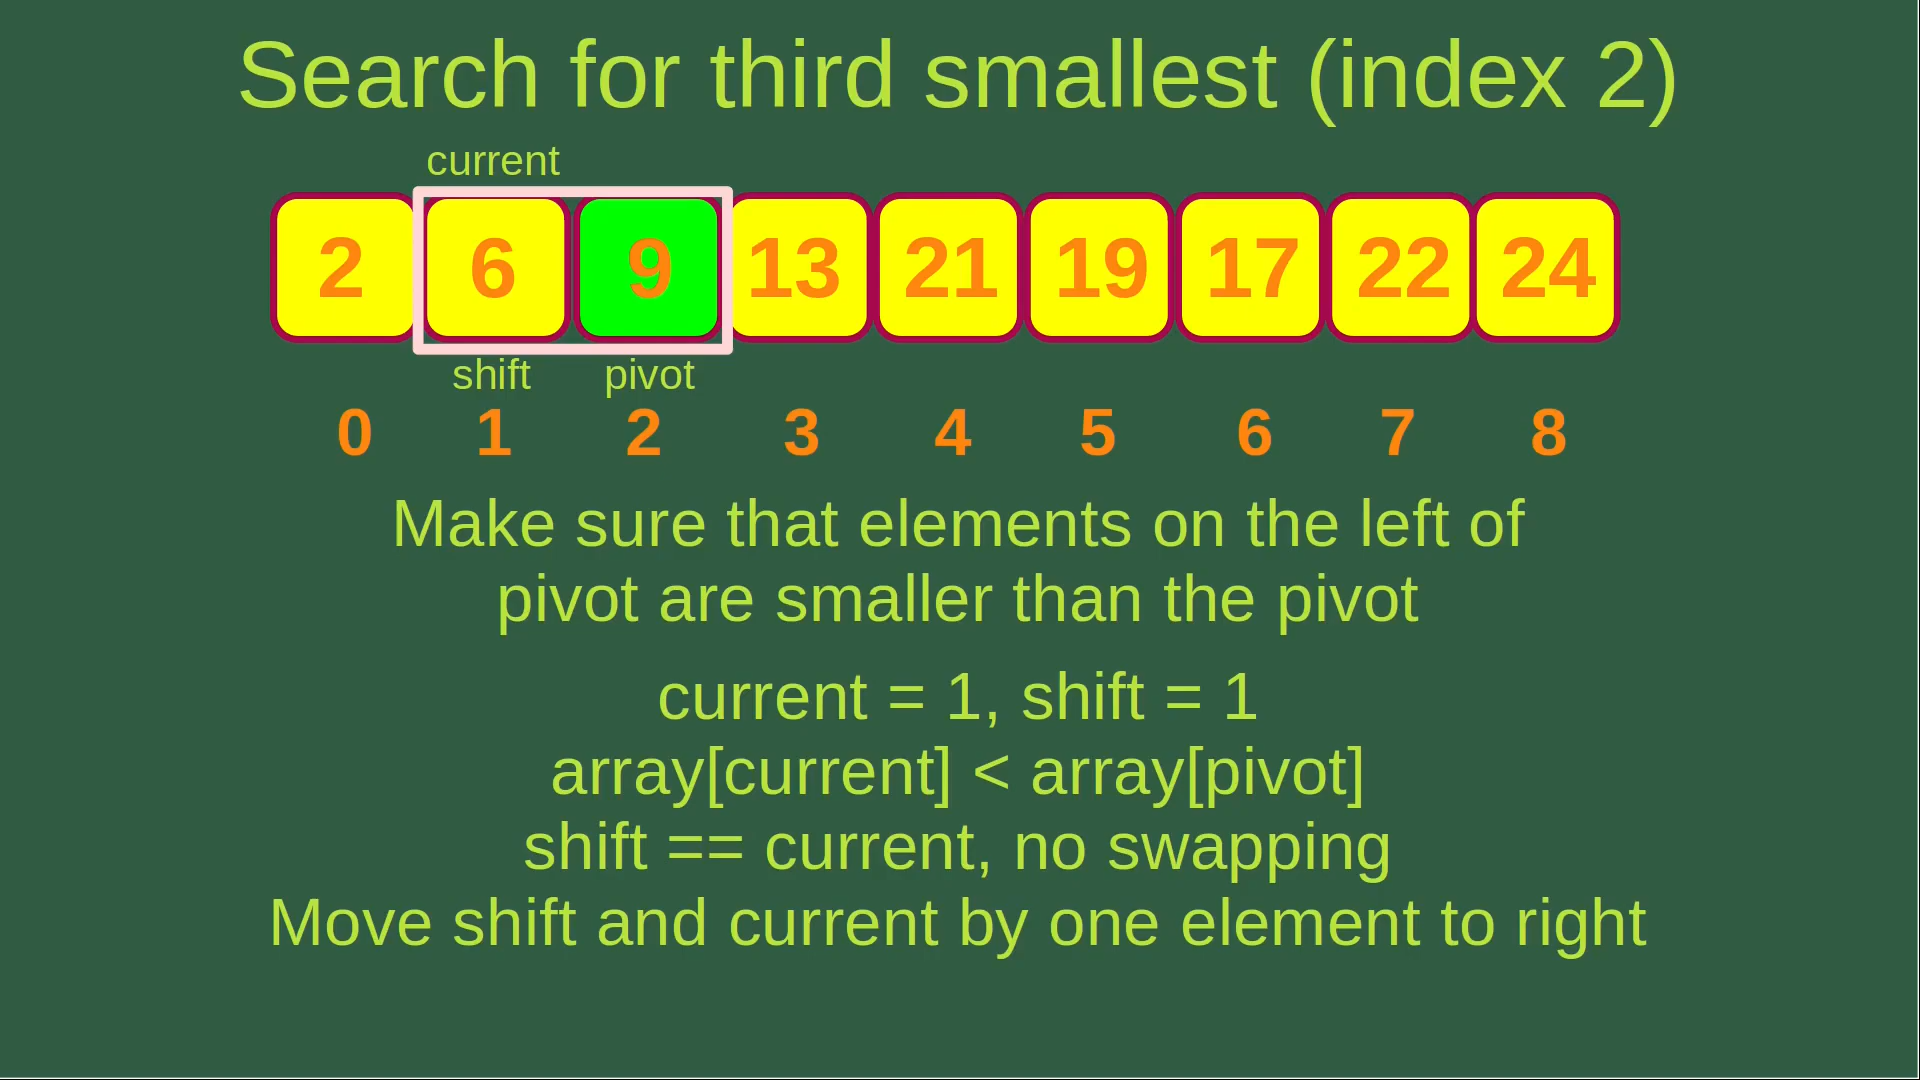 Search for third smallest (index 2)
current
2 6 9 13 21 19 17 22 24
shift pivot
0 1 2 3 4 5 6 7 8
Make sure that elements on the left of
pivot are smaller than the pivot
current = 1, shift = 1
array[current] < array[pivot]
shift == current, no swapping
Move shift and current by one element to right